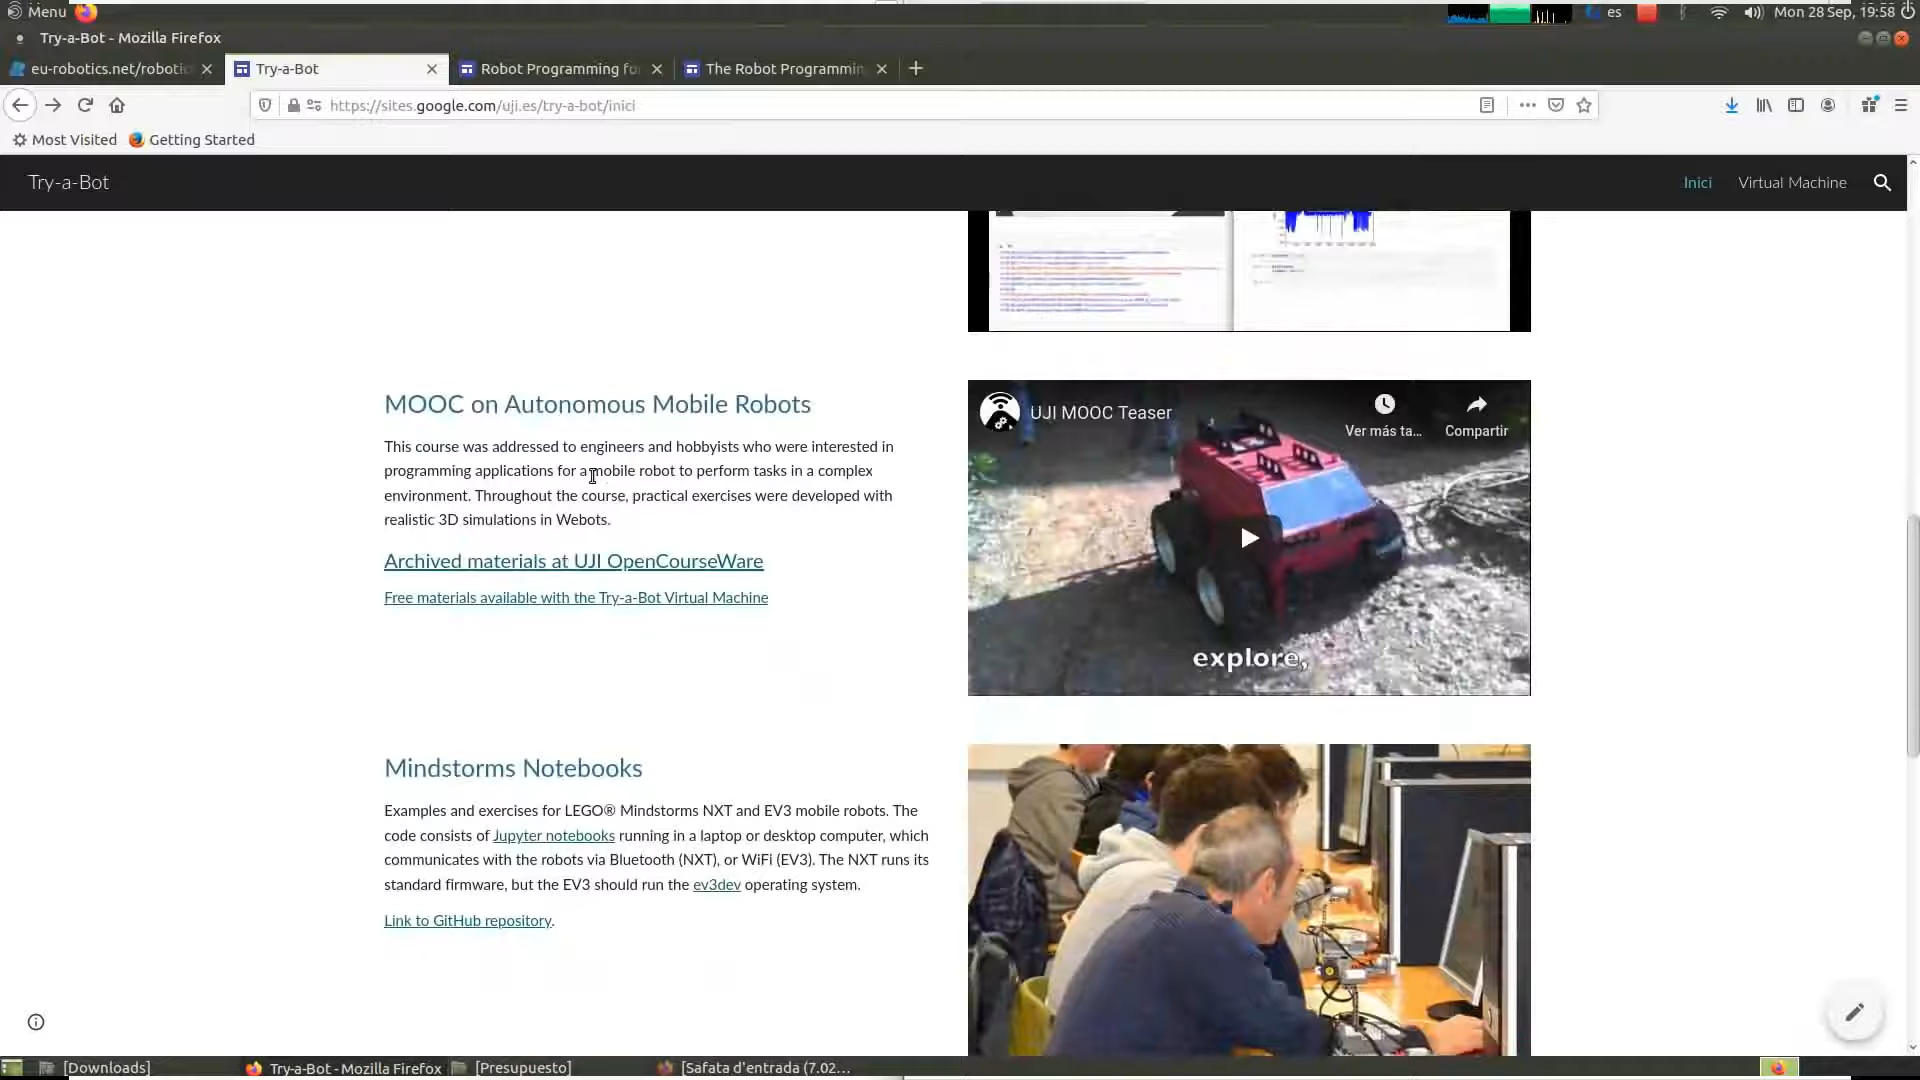 Menu
es
Mon 28 Sep, 19:58
Try-a-Bot - Mozilla Firefox
eu-robotics.net/robotic
Try-a-Bot
Robot Programming fo
The Robot Programmin
https://sites.google.com/uji.es/try-a-bot/inici
Most Visited
Getting Started
Try-a-Bot
Inici
Virtual Machine
MOOC on Autonomous Mobile Robots
This course was addressed to engineers and hobbyists who were interested in
programming applications for a mobile robot to perform tasks in a complex
environment. Throughout the course, practical exercises were developed with
realistic 3D simulations in Webots.
Archived materials at UJI OpenCourseWare
Free materials available with the Try-a-Bot Virtual Machine
UJI MOOC Teaser
Ver más ta...
Compartir
explore,
Mindstorms Notebooks
Examples and exercises for LEGO® Mindstorms NXT and EV3 mobile robots. The
code consists of Jupyter notebooks running in a laptop or desktop computer, which
communicates with the robots via Bluetooth (NXT), or WiFi (EV3). The NXT runs its
standard firmware, but the EV3 should run the ev3dev operating system.
Link to GitHub repository.
[Downloads]
Try-a-Bot - Mozilla Firefox
[Presupuesto]
[Safata d'entrada (7.02...